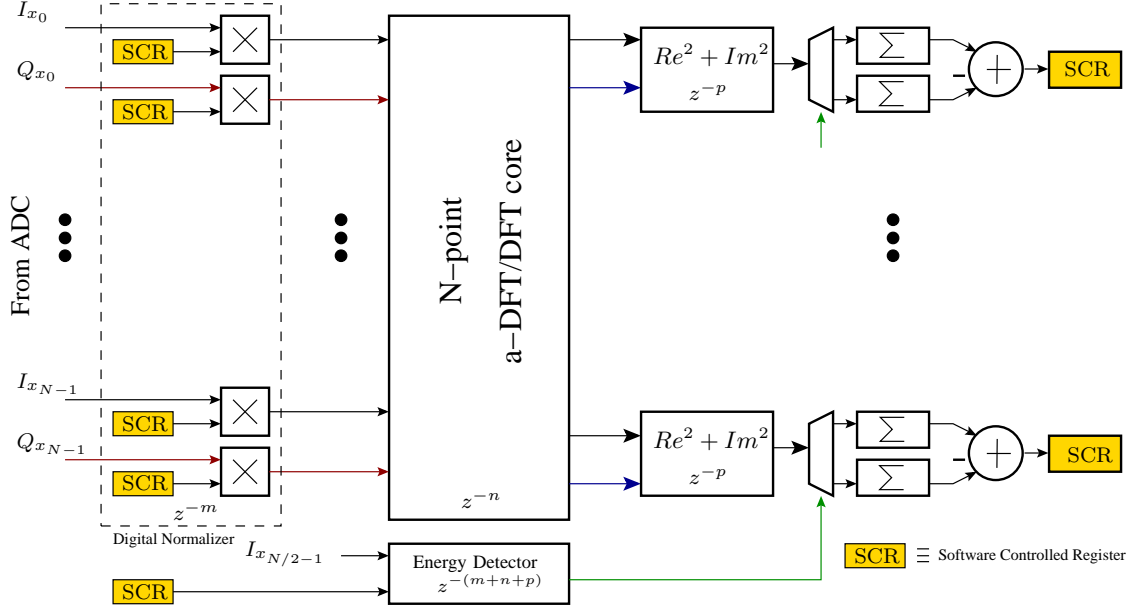 I_{x_0}
SCR
×
Q_{x_0}
SCR
×
From ADC
I_{x_{N-1}}
SCR
×
Q_{x_{N-1}}
SCR
×
z^{-m}
Digital Normalizer
N-point
a-DFT/DFT core
z^{-n}
Re^2 + Im^2
z^{-p}
∑
∑
+
−
SCR
Re^2 + Im^2
z^{-p}
∑
∑
+
−
SCR
I_{x_{N/2-1}}
SCR
Energy Detector
z^{-(m+n+p)}
SCR ≡ Software Controlled Register